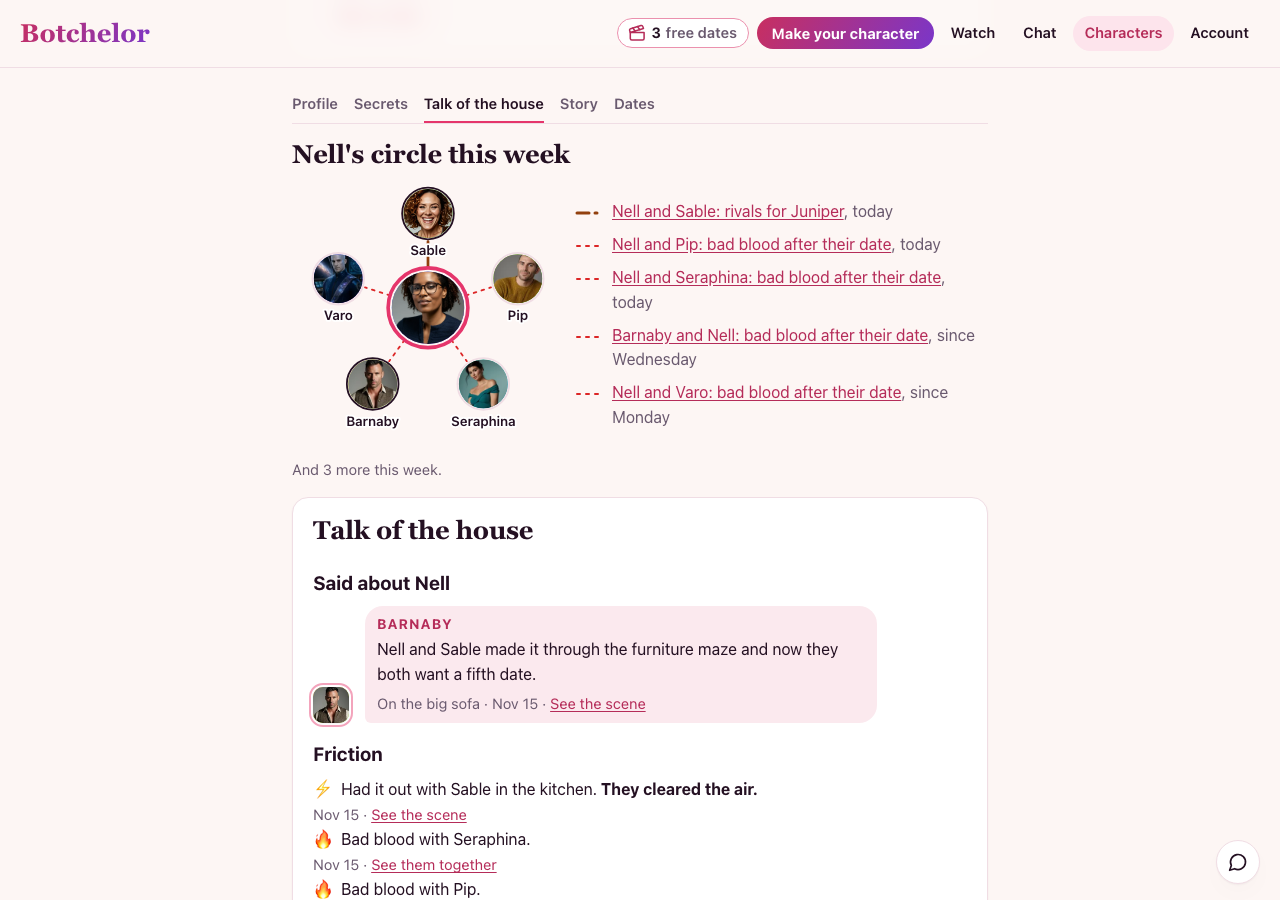 Botchelor
3 free dates
Make your character
Watch
Chat
Characters
Account
Profile
Secrets
Talk of the house
Story
Dates
Nell's circle this week
Sable
Varo
Pip
Barnaby
Seraphina
Nell and Sable: rivals for Juniper, today
Nell and Pip: bad blood after their date, today
Nell and Seraphina: bad blood after their date,
today
Barnaby and Nell: bad blood after their date, since
Wednesday
Nell and Varo: bad blood after their date, since
Monday
And 3 more this week.
Talk of the house
Said about Nell
BARNABY
Nell and Sable made it through the furniture maze and now they
both want a fifth date.
On the big sofa · Nov 15 · See the scene
Friction
⚡ Had it out with Sable in the kitchen. They cleared the air.
Nov 15 · See the scene
🔥 Bad blood with Seraphina.
Nov 15 · See them together
🔥 Bad blood with Pip.